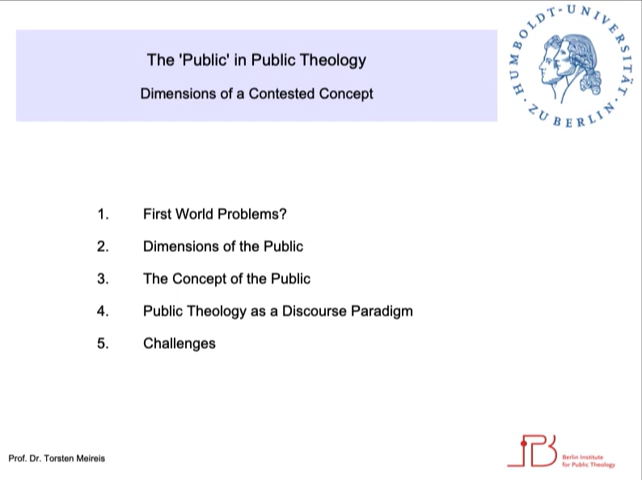 The 'Public' in Public Theology
Dimensions of a Contested Concept
HUMBOLDT-UNIVERSITÄT · ZU BERLIN ·
1. First World Problems?
2. Dimensions of the Public
3. The Concept of the Public
4. Public Theology as a Discourse Paradigm
5. Challenges
Prof. Dr. Torsten Meireis
Berlin Institute
for Public Theology